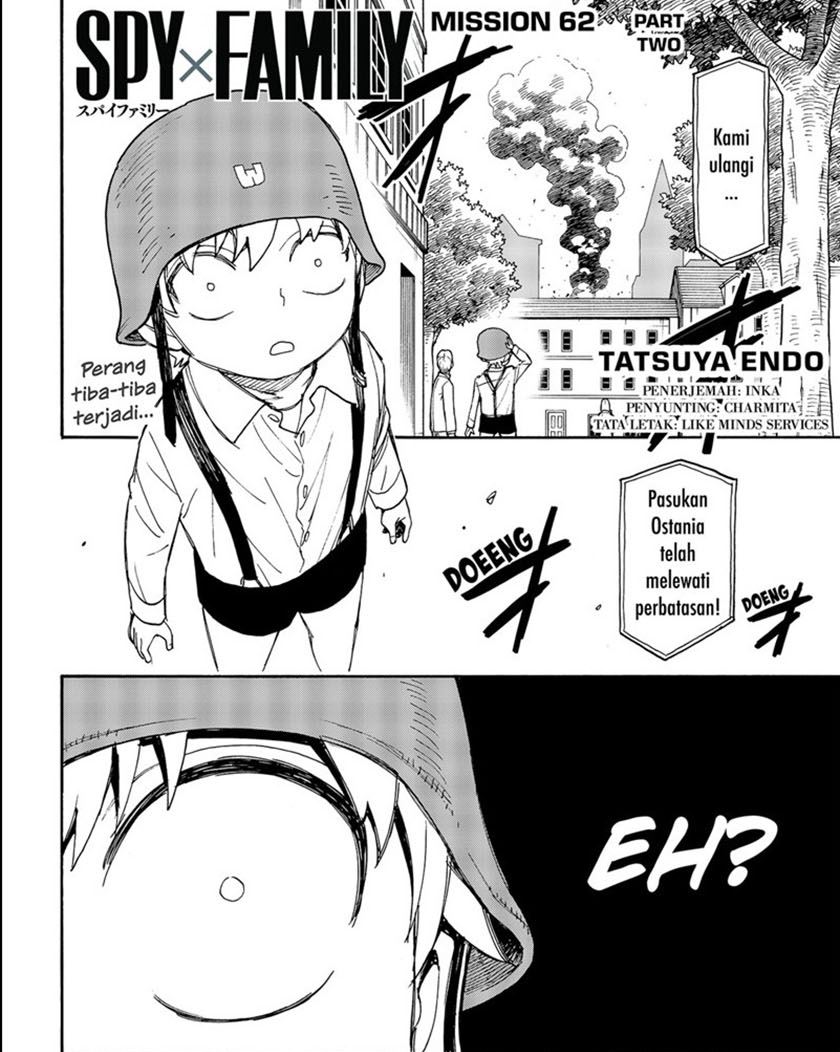 SPY×FAMILY
スパイファミリー
MISSION 62
PART
TWO
Kami
ulangi
...
W
Perang
tiba-tiba
terjadi...
TATSUYA ENDO
PENERJEMAH: INKA
PENYUNTING: CHARMITA
TATA LETAK: LIKE MINDS SERVICES
Pasukan
Ostania
telah
melewati
perbatasan!
DOEENG
DOENG
EH?